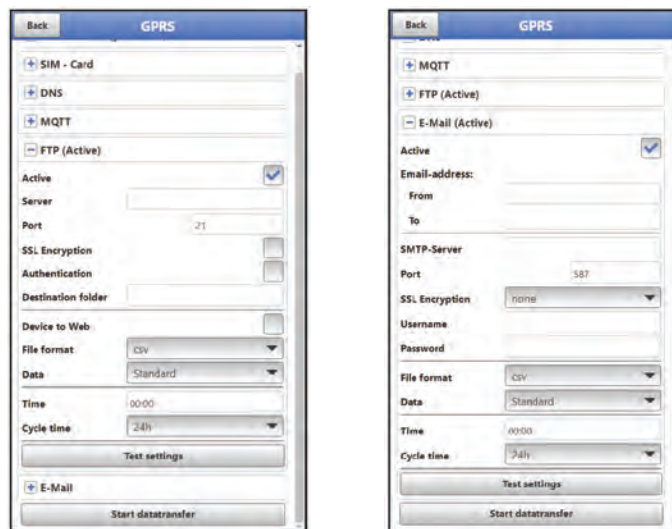 Back
GPRS
SIM - Card
DNS
MQTT
FTP (Active)
Active
Server
Port 21
SSL Encryption
Authentication
Destination folder
Device to Web
File format csv
Data Standard
Time 00:00
Cycle time 24h
Test settings
E-Mail
Start datatransfer
Back
GPRS
MQTT
FTP (Active)
E-Mail (Active)
Active
Email-address:
From
To
SMTP-Server
Port 587
SSL Encryption none
Username
Password
File format csv
Data Standard
Time 00:00
Cycle time 24h
Test settings
Start datatransfer